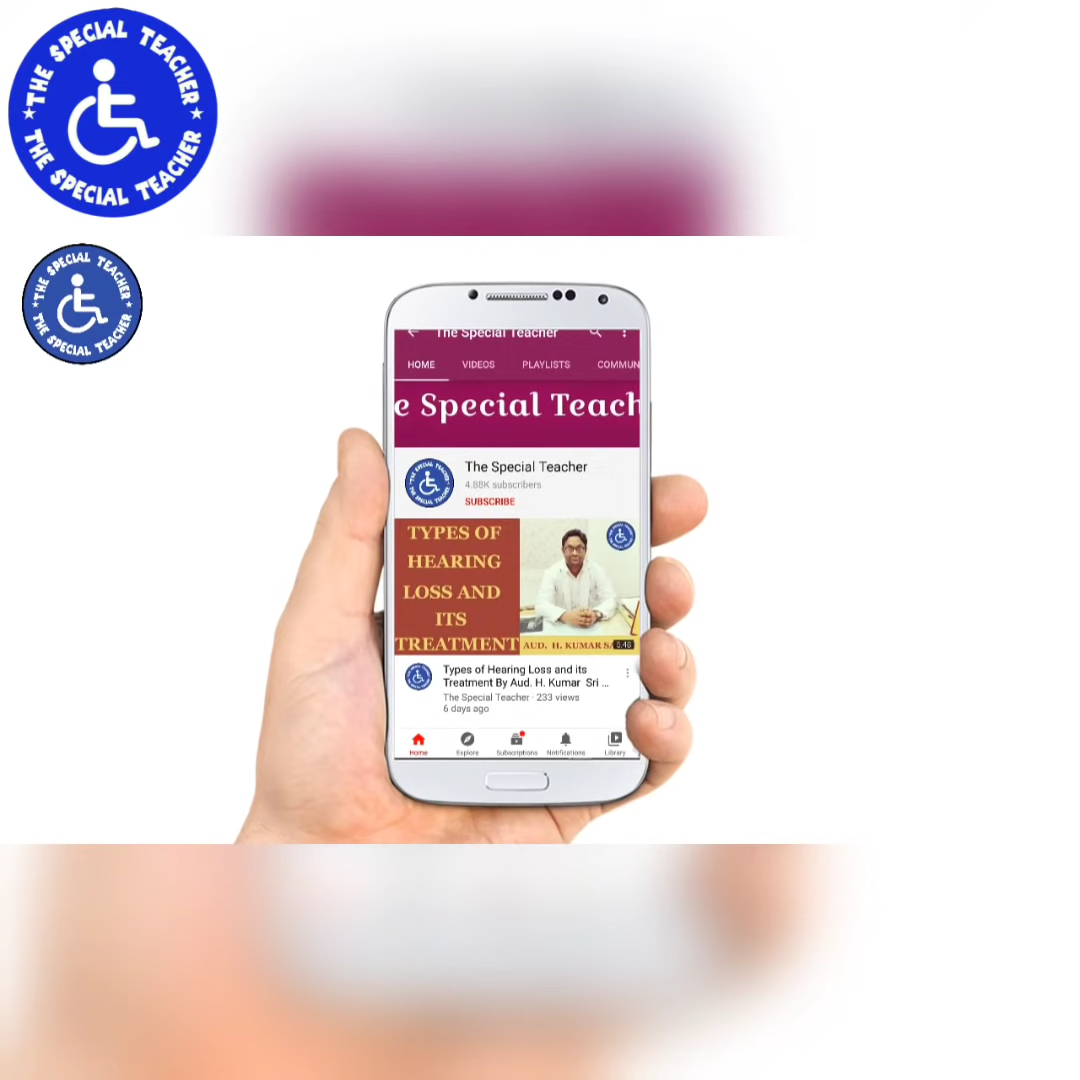 THE SPECIAL TEACHER
THE SPECIAL TEACHER
THE SPECIAL TEACHER
THE SPECIAL TEACHER
The Special Teacher
HOME VIDEOS PLAYLISTS COMMUN
e Special Teach
The Special Teacher
4.88K subscribers
SUBSCRIBE
TYPES OF
HEARING
LOSS AND
ITS
TREATMENT
AUD. H. KUMAR SA
5:48
Types of Hearing Loss and its
Treatment By Aud. H. Kumar Sri ...
The Special Teacher · 233 views
6 days ago
Home Explore Subscriptions Notifications Library